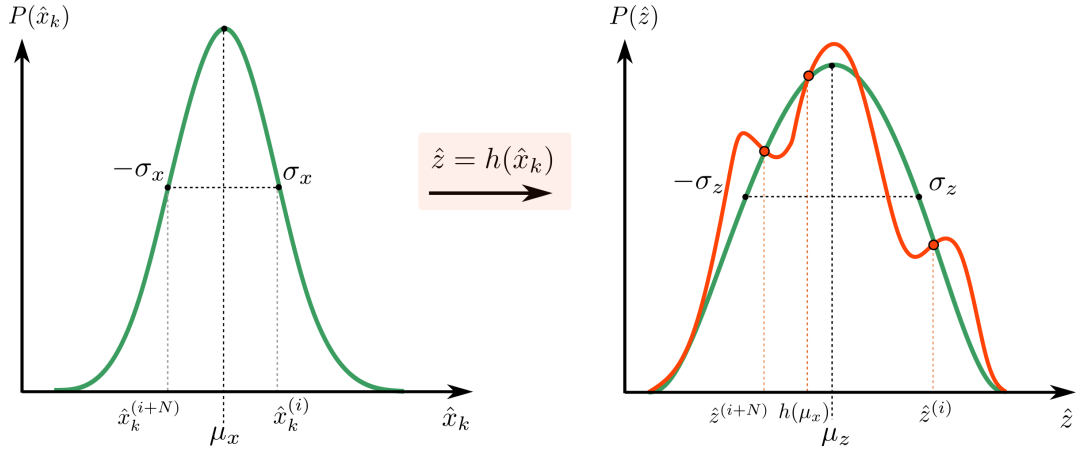 P(x̂_k)
−σ_x
σ_x
x̂_k^{(i+N)}
x̂_k^{(i)}
x̂_k
μ_x
ẑ = h(x̂_k)
P(ẑ)
−σ_z
σ_z
ẑ^{(i+N)}
h(μ_x)
ẑ^{(i)}
ẑ
μ_z